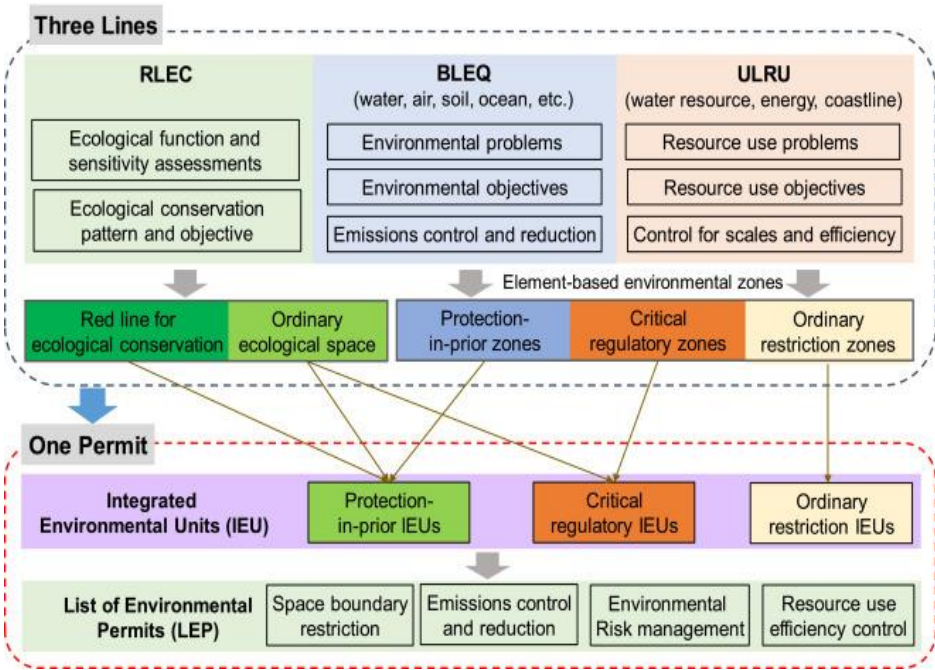 Three Lines
RLEC
Ecological function and
sensitivity assessments
Ecological conservation
pattern and objective
BLEQ
(water, air, soil, ocean, etc.)
Environmental problems
Environmental objectives
Emissions control and reduction
ULRU
(water resource, energy, coastline)
Resource use problems
Resource use objectives
Control for scales and efficiency
Element-based environmental zones
Red line for
ecological conservation
Ordinary
ecological space
Protection-
in-prior zones
Critical
regulatory zones
Ordinary
restriction zones
One Permit
Integrated
Environmental Units (IEU)
Protection-
in-prior IEUs
Critical
regulatory IEUs
Ordinary
restriction IEUs
List of Environmental
Permits (LEP)
Space boundary
restriction
Emissions control
and reduction
Environmental
Risk management
Resource use
efficiency control